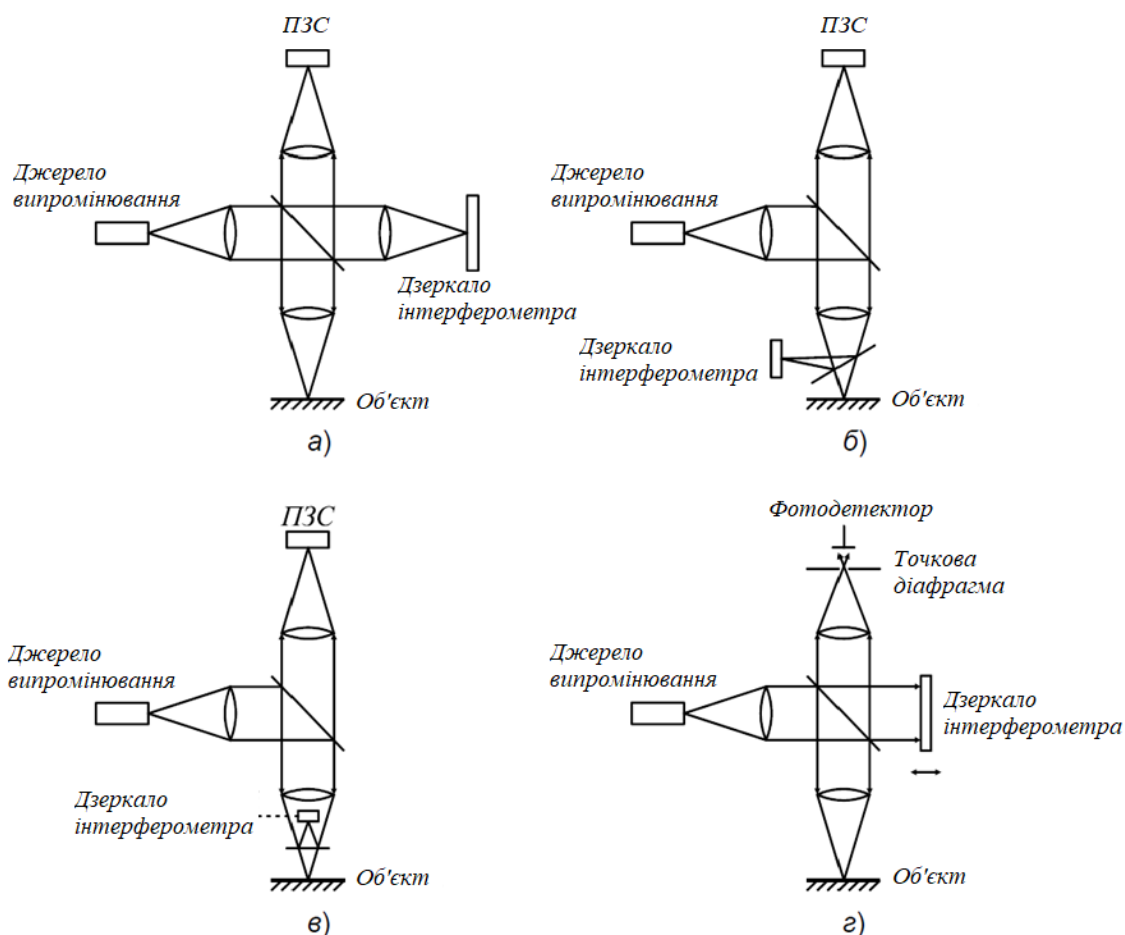 ПЗС
Джерело
випромінювання
Дзеркало
інтерферометра
Об'єкт
а)
ПЗС
Джерело
випромінювання
Дзеркало
інтерферометра
Об'єкт
б)
ПЗС
Джерело
випромінювання
Дзеркало
інтерферометра
Об'єкт
в)
Фотодетектор
Точкова
діафрагма
Джерело
випромінювання
Дзеркало
інтерферометра
Об'єкт
г)